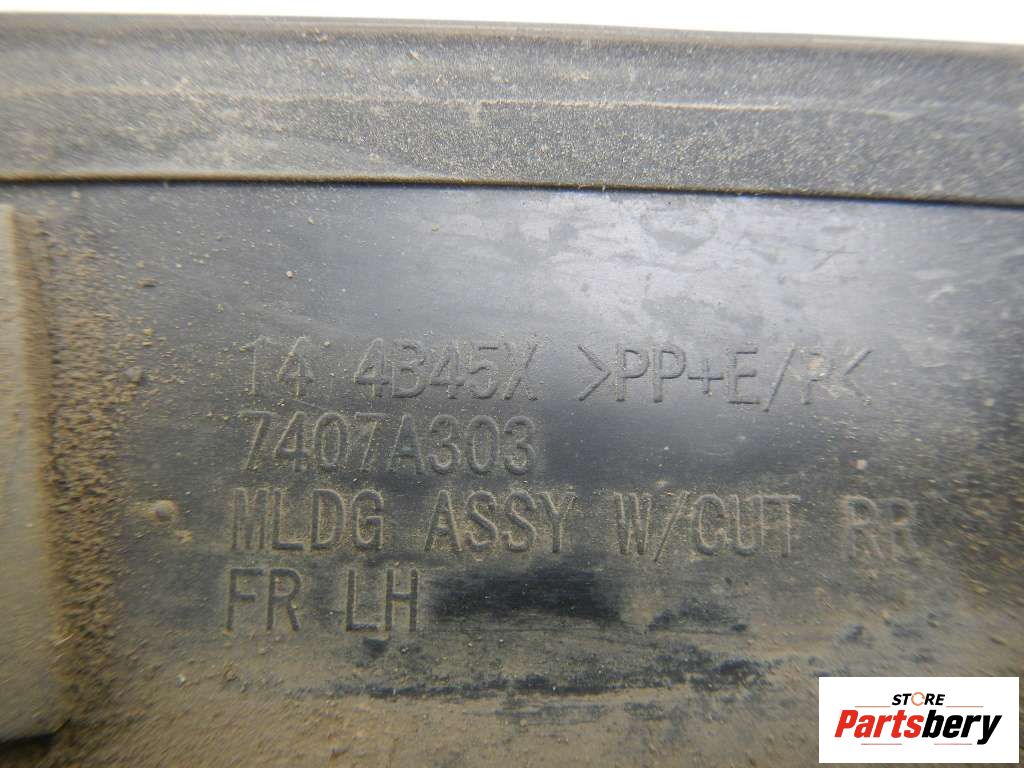 14 4B45X >PP+E/P<
7407A303
MLDG ASSY W/CUT RR
FR LH
STORE
Partsbery